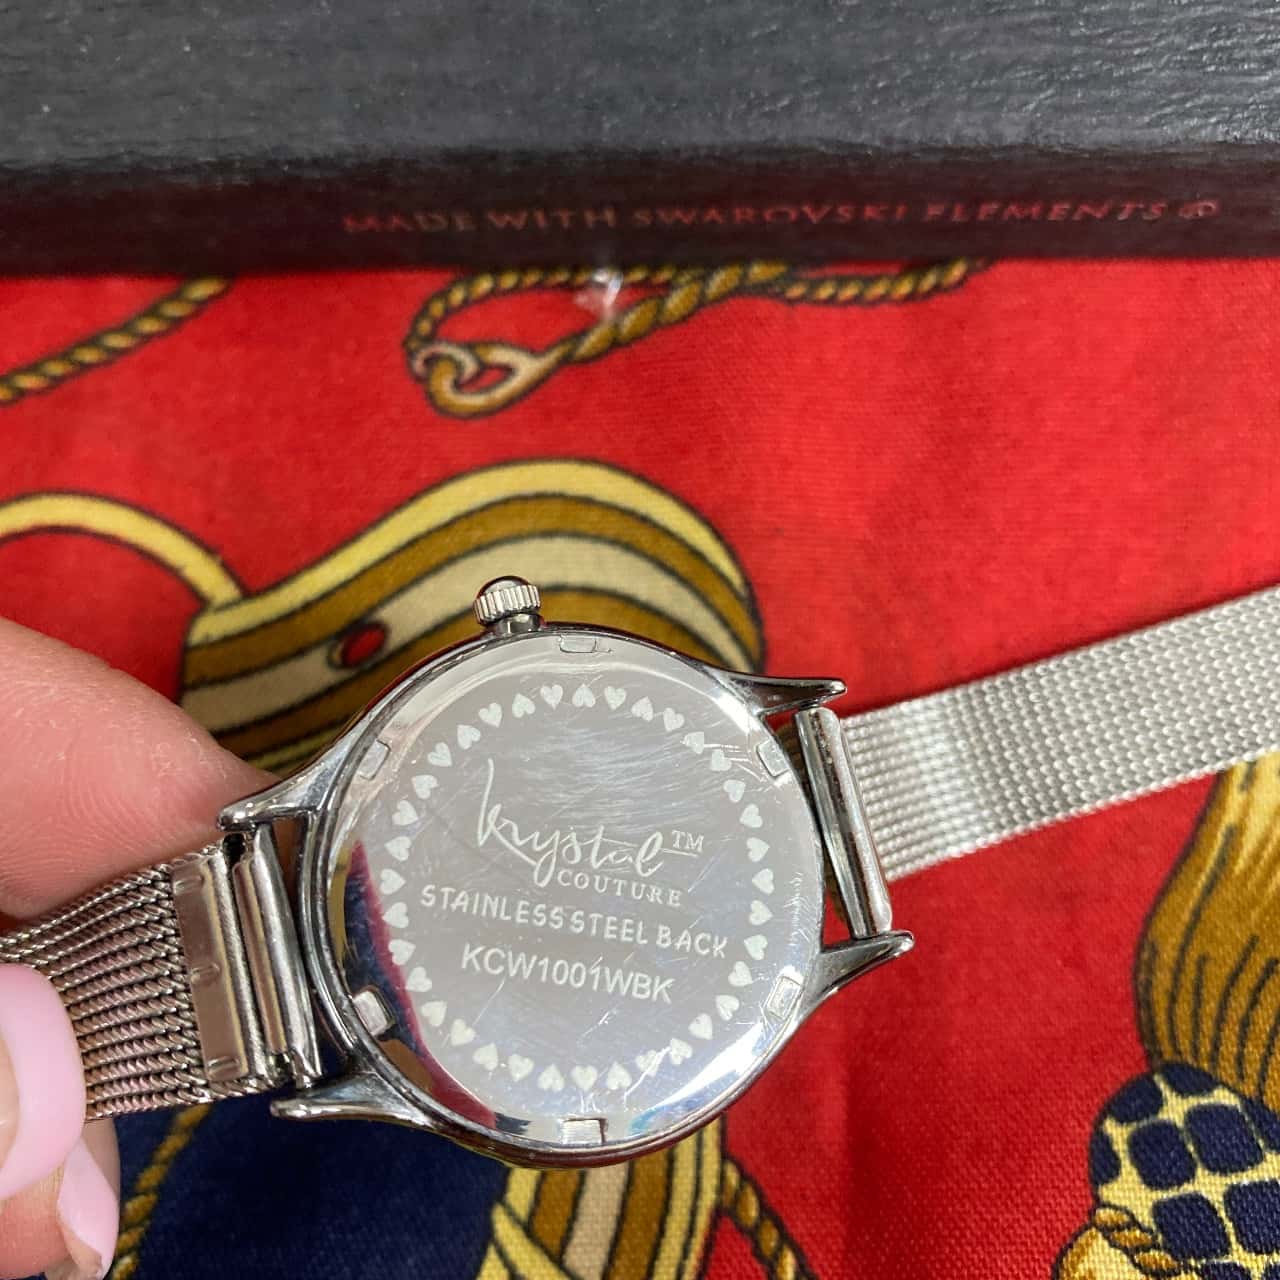 MADE WITH SWAROVSKI ELEMENTS
Krystal™
COUTURE
STAINLESS STEEL BACK
KCW1001WBK